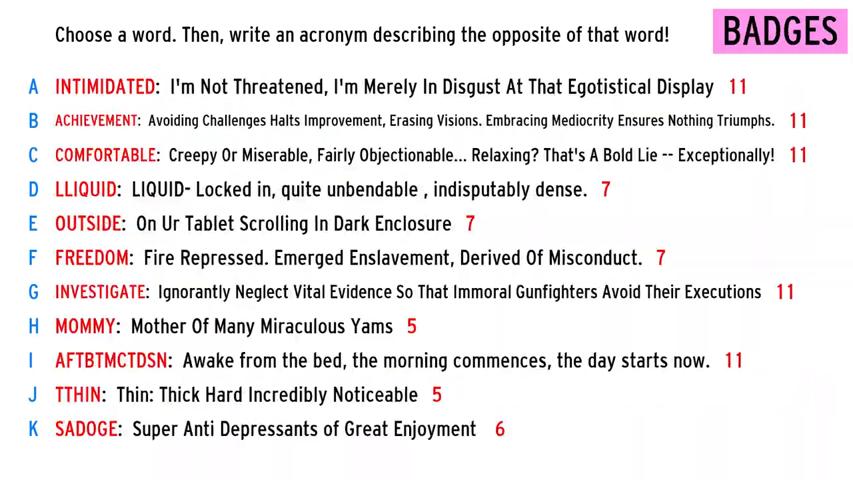 Choose a word. Then, write an acronym describing the opposite of that word!
BADGES
A INTIMIDATED: I'm Not Threatened, I'm Merely In Disgust At That Egotistical Display 11
B ACHIEVEMENT: Avoiding Challenges Halts Improvement, Erasing Visions. Embracing Mediocrity Ensures Nothing Triumphs. 11
C COMFORTABLE: Creepy Or Miserable, Fairly Objectionable... Relaxing? That's A Bold Lie -- Exceptionally! 11
D LLIQUID: LIQUID- Locked in, quite unbendable , indisputably dense. 7
E OUTSIDE: On Ur Tablet Scrolling In Dark Enclosure 7
F FREEDOM: Fire Repressed. Emerged Enslavement, Derived Of Misconduct. 7
G INVESTIGATE: Ignorantly Neglect Vital Evidence So That Immoral Gunfighters Avoid Their Executions 11
H MOMMY: Mother Of Many Miraculous Yams 5
I AFTBTMCTDSN: Awake from the bed, the morning commences, the day starts now. 11
J TTHIN: Thin: Thick Hard Incredibly Noticeable 5
K SADOGE: Super Anti Depressants of Great Enjoyment 6